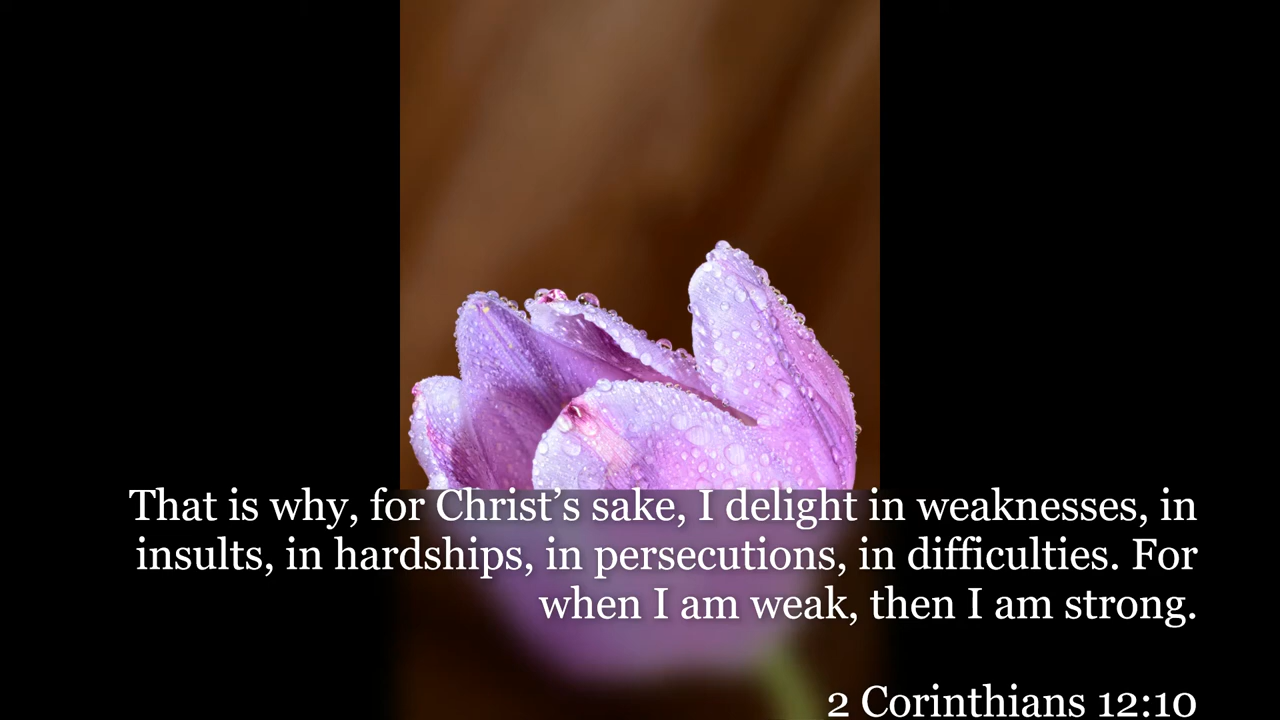 That is why, for Christ’s sake, I delight in weaknesses, in
insults, in hardships, in persecutions, in difficulties. For
when I am weak, then I am strong.
2 Corinthians 12:10